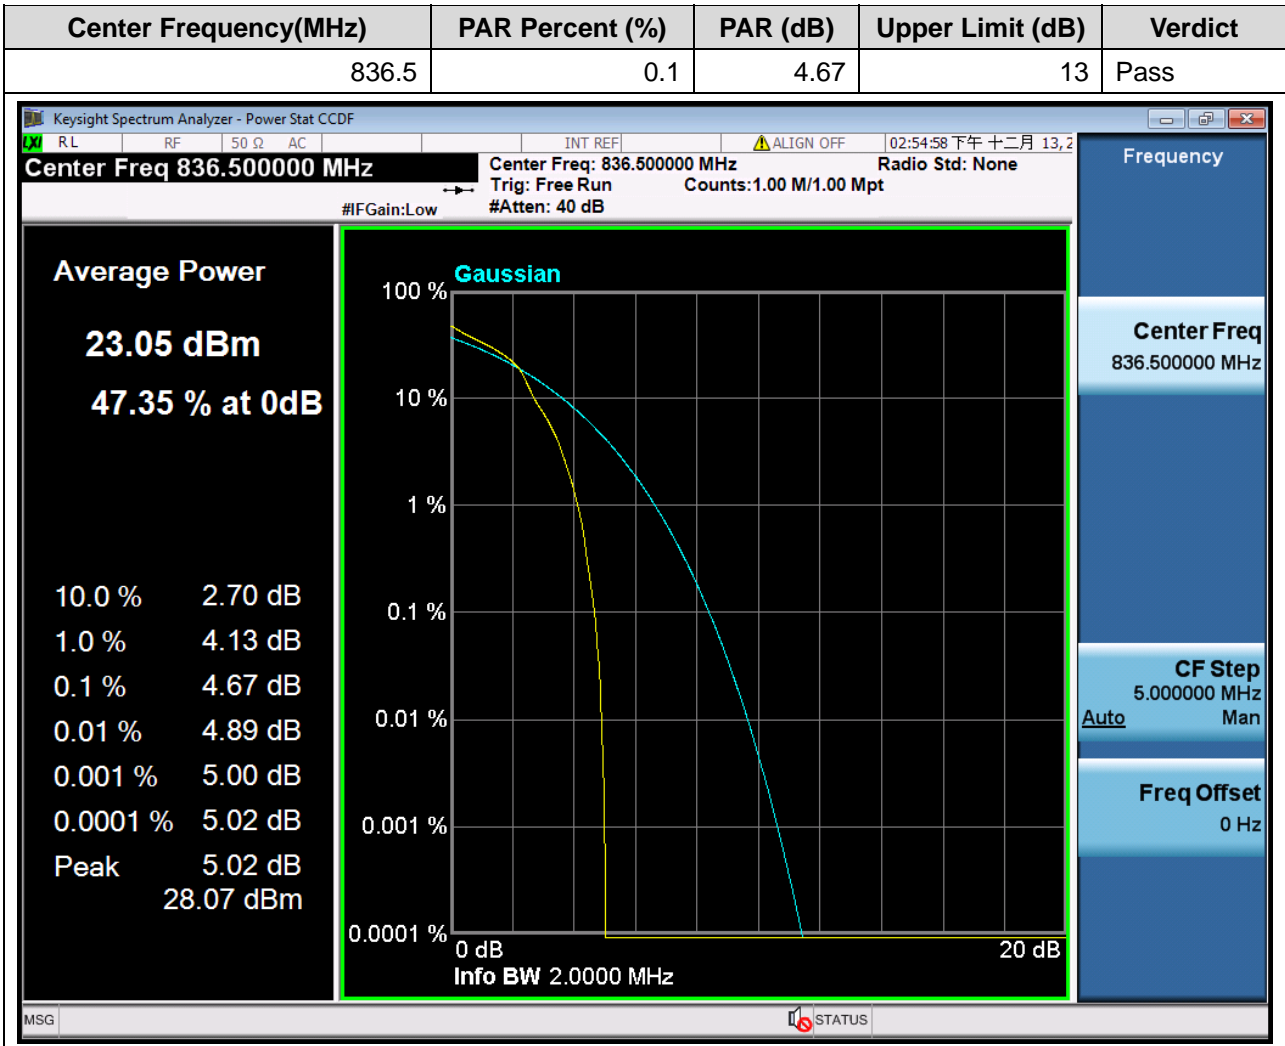 Center Frequency(MHz) PAR Percent (%) PAR (dB) Upper Limit (dB) Verdict
836.5 0.1 4.67 13 Pass
Keysight Spectrum Analyzer - Power Stat CCDF
LXI RL RF 50 Ω AC INT REF ALIGN OFF 02:54:58 下午 十二月 13, 2
Center Freq 836.500000 MHz
Center Freq: 836.500000 MHz Radio Std: None
Trig: Free Run Counts:1.00 M/1.00 Mpt
#IFGain:Low #Atten: 40 dB
Average Power
23.05 dBm
47.35 % at 0dB
10.0 % 2.70 dB
1.0 % 4.13 dB
0.1 % 4.67 dB
0.01 % 4.89 dB
0.001 % 5.00 dB
0.0001 % 5.02 dB
Peak 5.02 dB
28.07 dBm
Gaussian
100 %
10 %
1 %
0.1 %
0.01 %
0.001 %
0.0001 %
0 dB 20 dB
Info BW 2.0000 MHz
Frequency
Center Freq
836.500000 MHz
CF Step
5.000000 MHz
Auto Man
Freq Offset
0 Hz
MSG STATUS